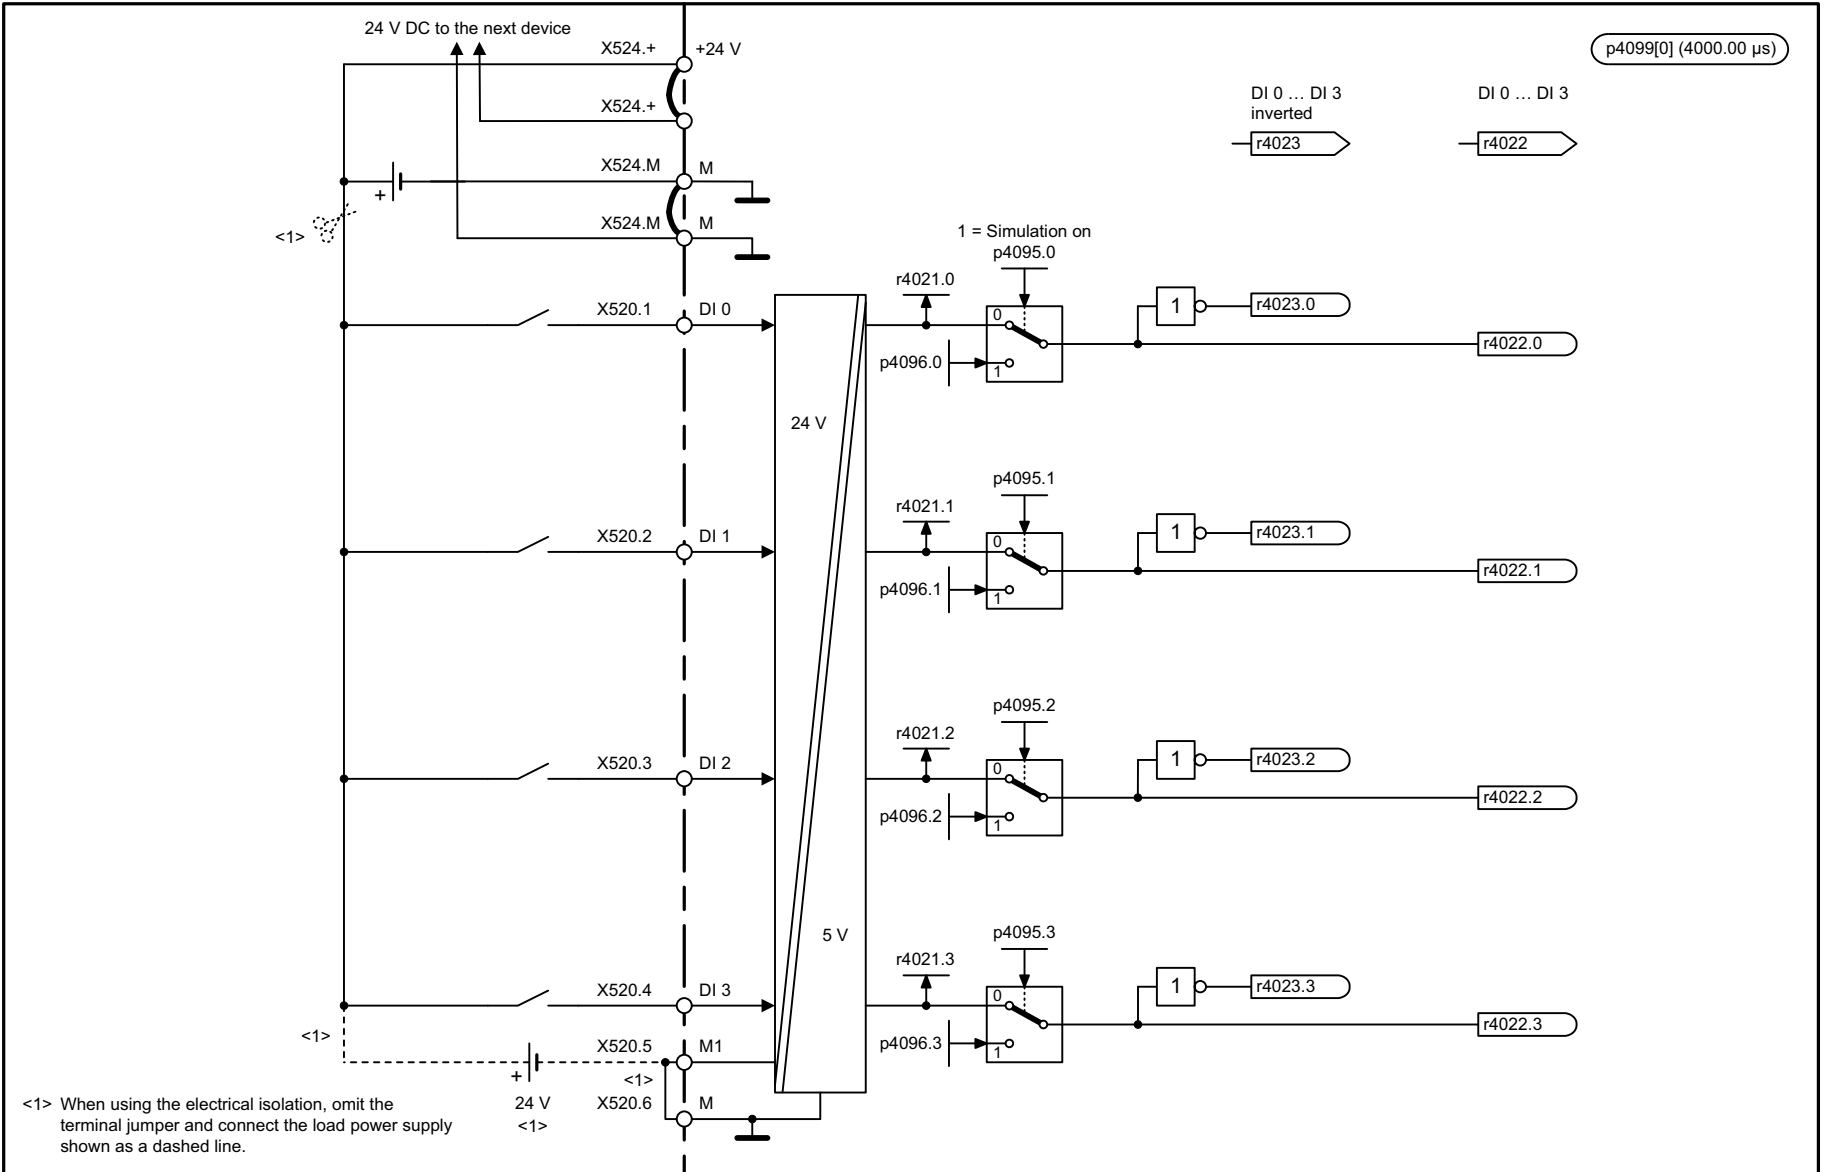 24 V DC to the next device
X524.+
+24 V
p4099[0] (4000.00 µs)
X524.+
DI 0 … DI 3
inverted
r4023
DI 0 … DI 3
r4022
X524.M
M
+
<1>
X524.M
M
1 = Simulation on
p4095.0
r4021.0
X520.1
DI 0
0
1
r4023.0
r4022.0
p4096.0
1
24 V
p4095.1
r4021.1
X520.2
DI 1
0
1
r4023.1
r4022.1
p4096.1
1
p4095.2
r4021.2
X520.3
DI 2
0
1
r4023.2
r4022.2
p4096.2
1
5 V
p4095.3
r4021.3
X520.4
DI 3
0
1
r4023.3
r4022.3
p4096.3
1
<1>
X520.5
M1
+
<1>
24 V
<1>
X520.6
M
<1> When using the electrical isolation, omit the
terminal jumper and connect the load power supply
shown as a dashed line.